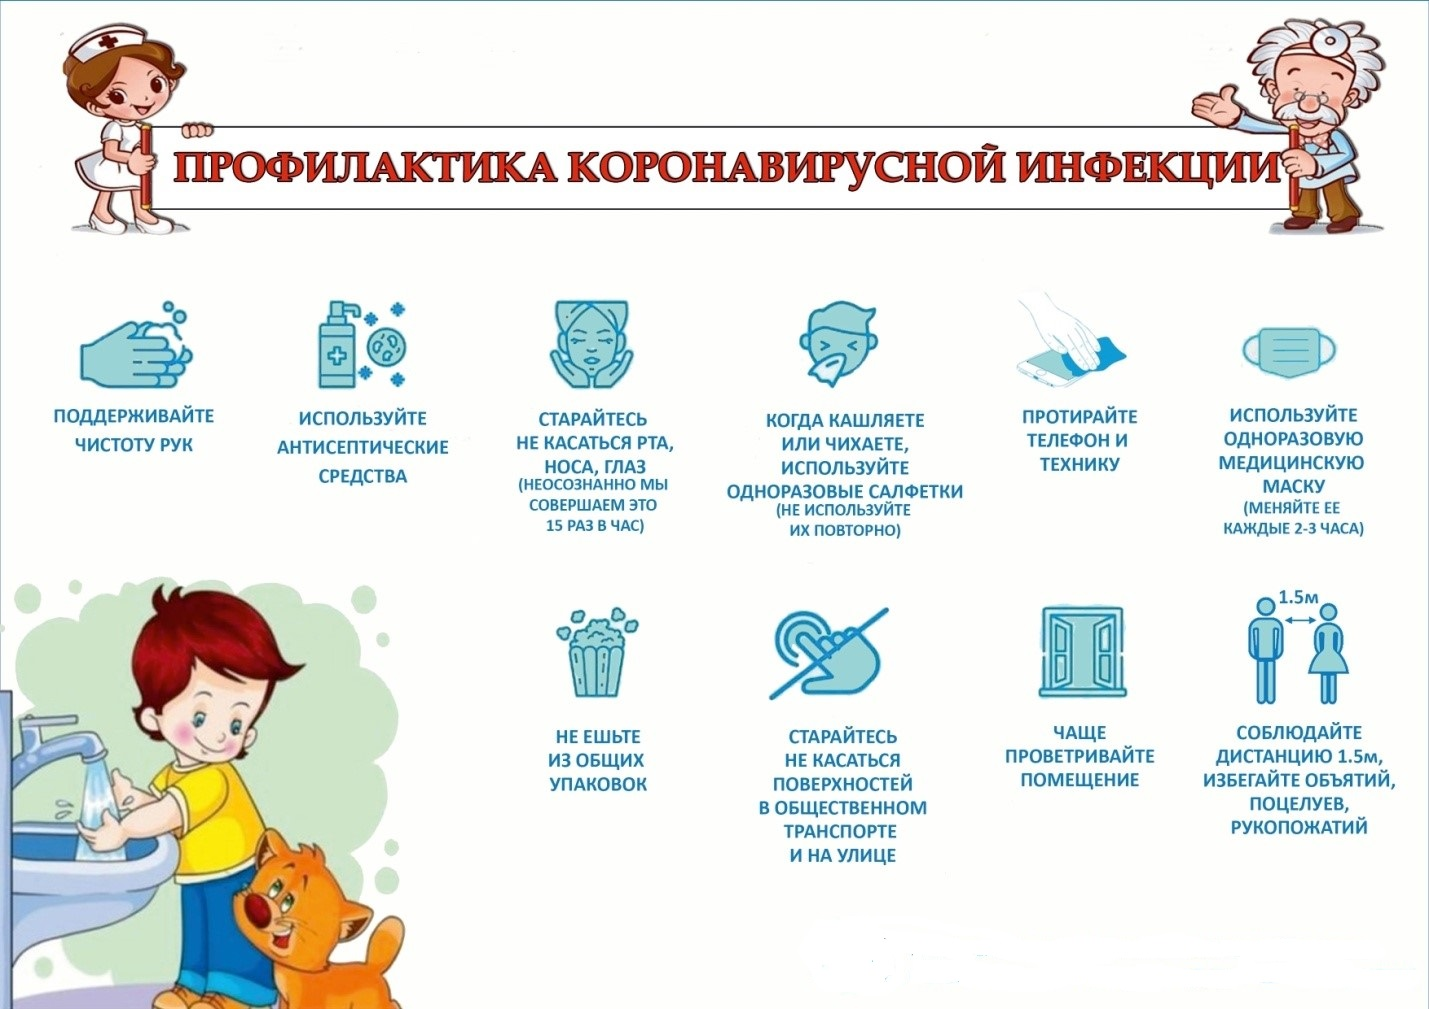 ПРОФИЛАКТИКА КОРОНАВИРУСНОЙ ИНФЕКЦИИ
ПОДДЕРЖИВАЙТЕ
ЧИСТОТУ РУК
ИСПОЛЬЗУЙТЕ
АНТИСЕПТИЧЕСКИЕ
СРЕДСТВА
СТАРАЙТЕСЬ
НЕ КАСАТЬСЯ РТА,
НОСА, ГЛАЗ
(НЕОСОЗНАННО МЫ
СОВЕРШАЕМ ЭТО
15 РАЗ В ЧАС)
КОГДА КАШЛЯЕТЕ
ИЛИ ЧИХАЕТЕ,
ИСПОЛЬЗУЙТЕ
ОДНОРАЗОВЫЕ САЛФЕТКИ
(НЕ ИСПОЛЬЗУЙТЕ
ИХ ПОВТОРНО)
ПРОТИРАЙТЕ
ТЕЛЕФОН И
ТЕХНИКУ
ИСПОЛЬЗУЙТЕ
ОДНОРАЗОВУЮ
МЕДИЦИНСКУЮ
МАСКУ
(МЕНЯЙТЕ ЕЕ
КАЖДЫЕ 2-3 ЧАСА)
НЕ ЕШЬТЕ
ИЗ ОБЩИХ
УПАКОВОК
СТАРАЙТЕСЬ
НЕ КАСАТЬСЯ
ПОВЕРХНОСТЕЙ
В ОБЩЕСТВЕННОМ
ТРАНСПОРТЕ
И НА УЛИЦЕ
ЧАЩЕ
ПРОВЕТРИВАЙТЕ
ПОМЕЩЕНИЕ
1.5м
СОБЛЮДАЙТЕ
ДИСТАНЦИЮ 1.5м,
ИЗБЕГАЙТЕ ОБЪЯТИЙ,
ПОЦЕЛУЕВ,
РУКОПОЖАТИЙ